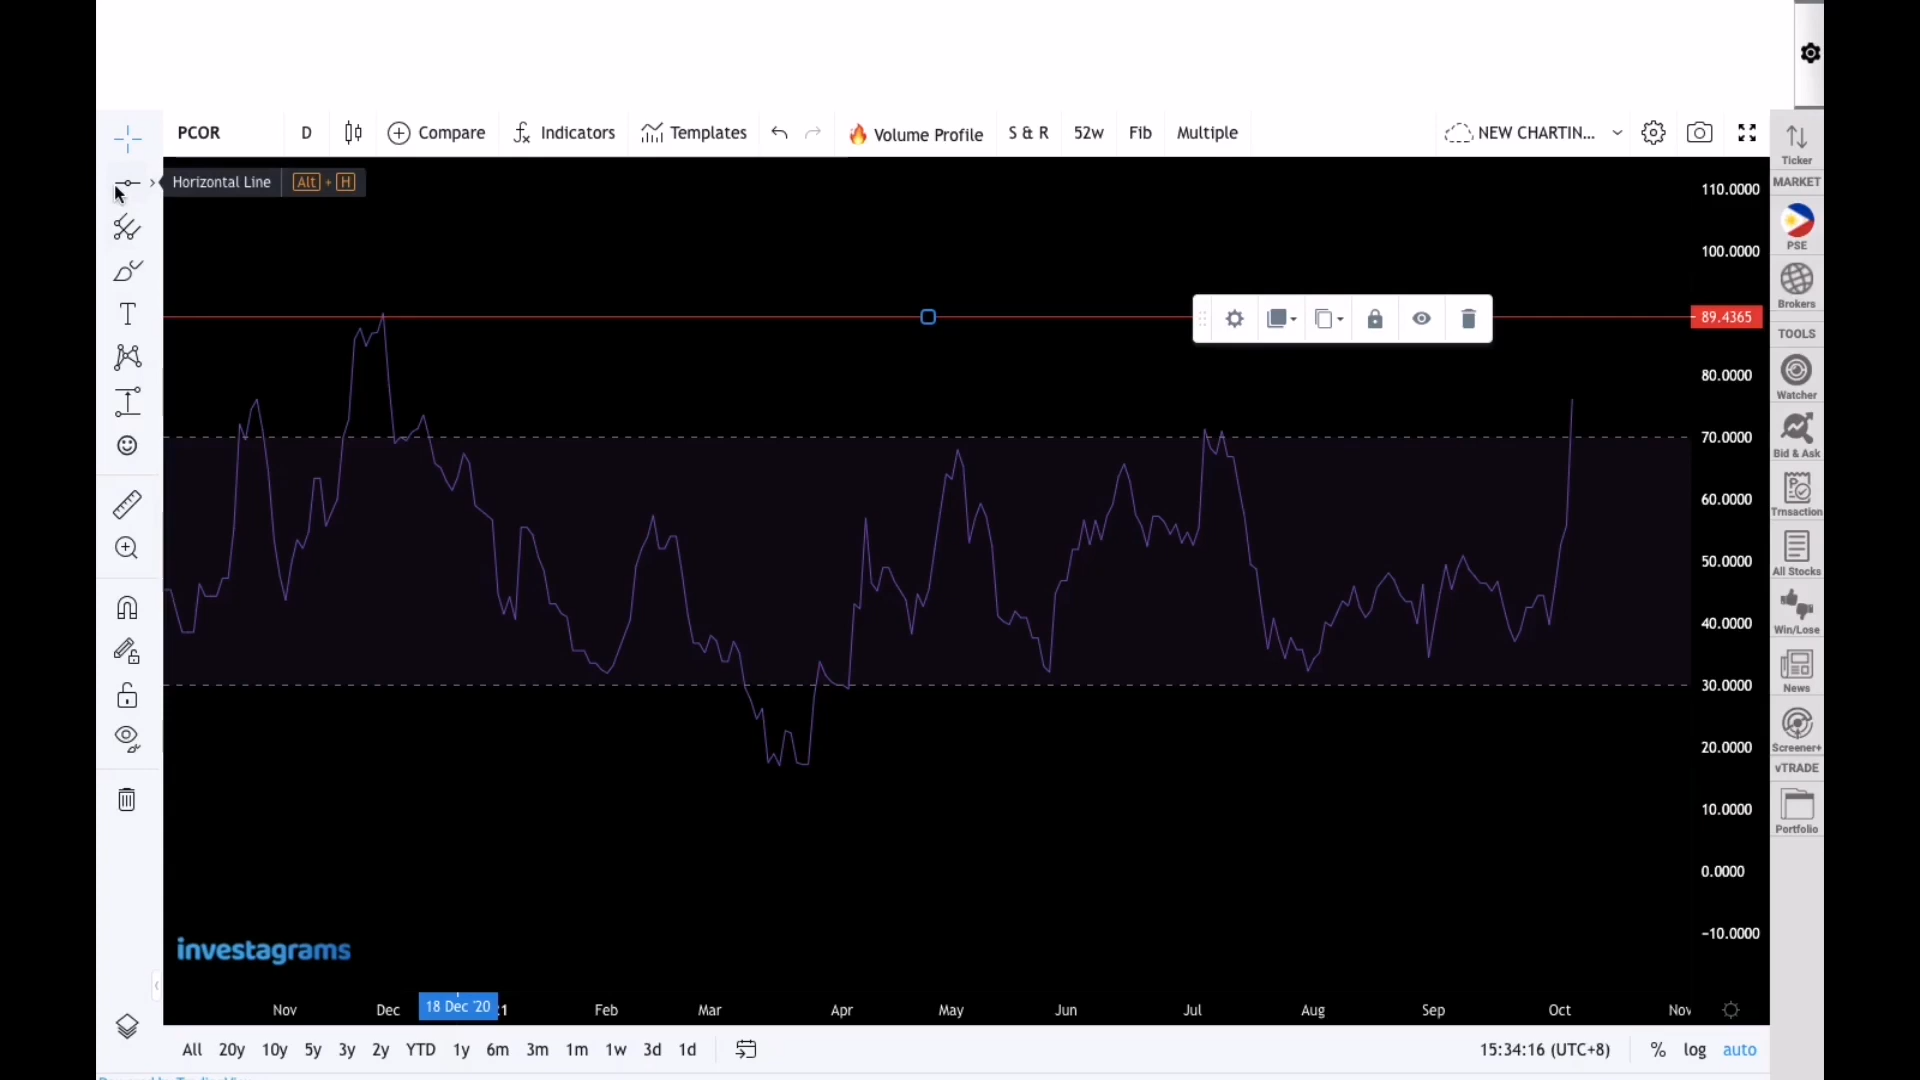 PCOR D Compare Indicators Templates Volume Profile S & R 52w Fib Multiple NEW CHARTIN...
Horizontal Line Alt + H
110.0000
100.0000
89.4365
80.0000
70.0000
60.0000
50.0000
40.0000
30.0000
20.0000
10.0000
0.0000
−10.0000
Ticker
MARKET
PSE
Brokers
TOOLS
Watcher
Bid & Ask
Trnsaction
All Stocks
Win/Lose
News
Screener+
vTRADE
Portfolio
investagrams
Nov Dec 18 Dec '20 Feb Mar Apr May Jun Jul Aug Sep Oct Nov
All 20y 10y 5y 3y 2y YTD 1y 6m 3m 1m 1w 3d 1d 15:34:16 (UTC+8) % log auto